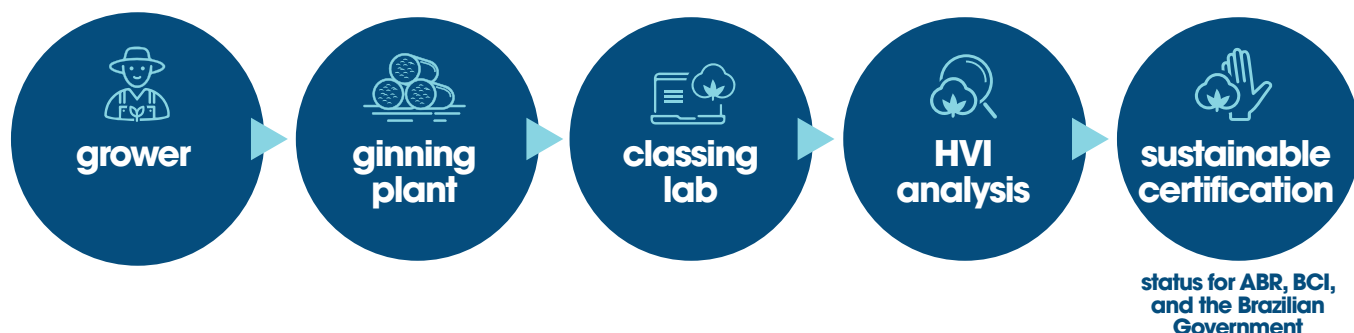 grower
ginning
plant
classing
lab
HVI
analysis
sustainable
certification
status for ABR, BCI,
and the Brazilian
Government